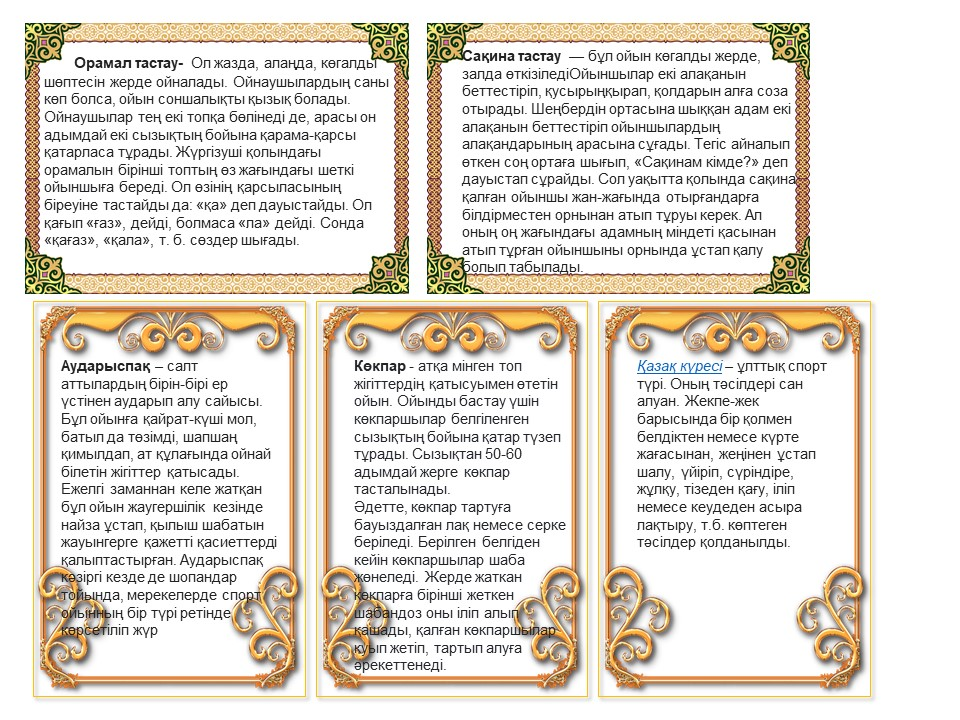 Орамал тастау- Ол жазда, алаңда, көгалды
шөптесін жерде ойналады. Ойнаушылардың саны
көп болса, ойын соншалықты қызық болады.
Ойнаушылар тең екі топқа бөлінеді де, арасы он
адымдай екі сызықтың бойына қарама-қарсы
қатарласа тұрады. Жүргізуші қолындағы
орамалын бірінші топтың өз жағындағы шеткі
ойыншыға береді. Ол өзінің қарсыласының
біреуіне тастайды да: «қа» деп дауыстайды. Ол
қағып «ғаз», дейді, болмаса «ла» дейді. Сонда
«қағаз», «қала», т. б. сөздер шығады.
Сақина тастау — бұл ойын көгалды жерде,
залда өткізіледіОйыншылар екі алақанын
беттестіріп, қусырыңқырап, қолдарын алға соза
отырады. Шеңбердін ортасына шыққан адам екі
алақанын беттестіріп ойыншылардың
алақандарының арасына сұғады. Тегіс айналып
өткен соң ортаға шығып, «Сақинам кімде?» деп
дауыстап сұрайды. Сол уақытта қолында сақина
қалған ойыншы жан-жағында отырғандарға
білдірместен орнынан атып тұруы керек. Ал
оның оң жағындағы адамның міндеті қасынан
атып тұрған ойыншыны орнында ұстап қалу
болып табылады.
Аударыспақ – салт
аттылардың бірін-бірі ер
үстінен аударып алу сайысы.
Бұл ойынға қайрат-күші мол,
батыл да төзімді, шапшаң
қимылдап, ат құлағында ойнай
білетін жігіттер қатысады.
Ежелгі заманнан келе жатқан
бұл ойын жаугершілік кезінде
найза ұстап, қылыш шабатын
жауынгерге қажетті қасиеттерді
қалыптастырған. Аударыспақ
қазіргі кезде де шопандар
тойында, мерекелерде спорт
ойынның бір түрі ретінде
көрсетіліп жүр
Көкпар - атқа мінген топ
жігіттердің қатысуымен өтетін
ойын. Ойынды бастау үшін
көкпаршылар белгіленген
сызықтың бойына қатар түзеп
тұрады. Сызықтан 50-60
адымдай жерге көкпар
тасталынады.
Әдетте, көкпар тартуға
бауыздалған лақ немесе серке
беріледі. Берілген белгіден
кейін көкпаршылар шаба
жөнеледі. Жерде жаткан
көкпарға бірінші жеткен
шабандоз оны іліп алып
қашады, қалған көкпаршылар
қуып жетіп, тартып алуға
әрекеттенеді.
Қазақ күресі – ұлттық спорт
түрі. Оның тәсілдері сан
алуан. Жекпе-жек
барысында бір қолмен
белдіктен немесе күрте
жағасынан, жеңінен ұстап
шалу, үйіріп, сүріндіре,
жұлқу, тізеден қағу, іліп
немесе кеудеден асыра
лақтыру, т.б. көптеген
тәсілдер қолданылды.